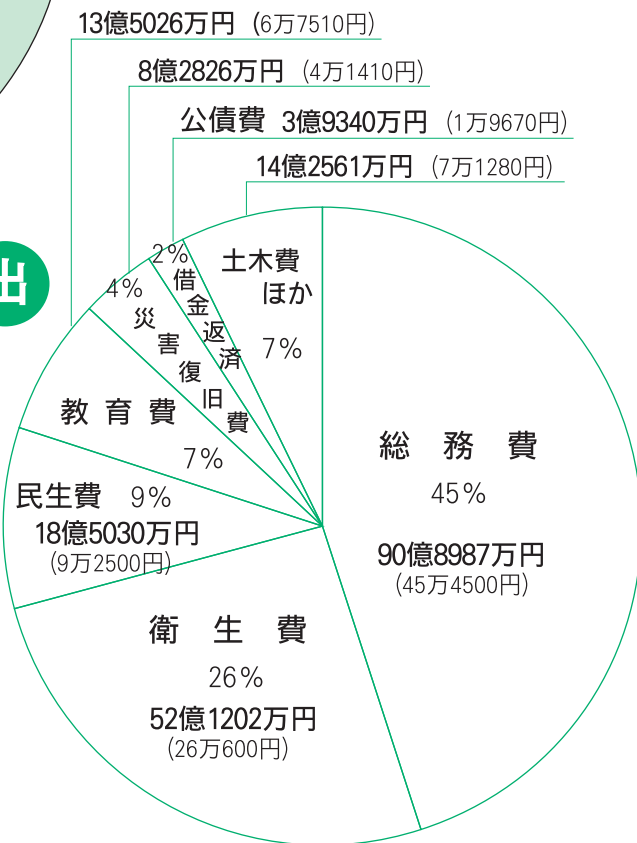 13億5026万円 (6万7510円)
8億2826万円 (4万1410円)
公債費 3億9340万円 (1万9670円)
14億2561万円 (7万1280円)
出
土木費
ほか
7%
2%
借金返済
4%
災害復旧費
教育費
7%
民生費 9%
18億5030万円
(9万2500円)
総務費
45%
90億8987万円
(45万4500円)
衛生費
26%
52億1202万円
(26万600円)